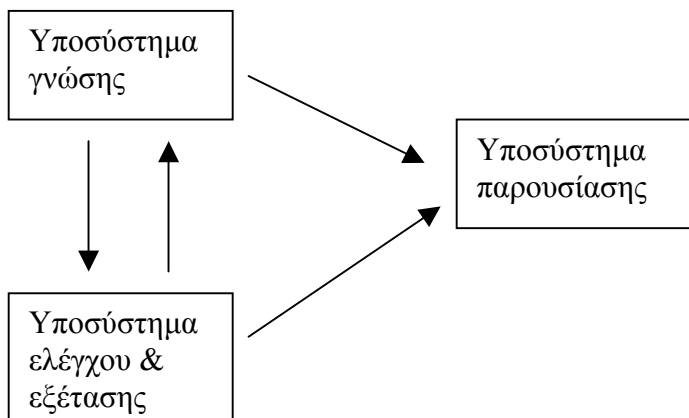 Υποσύστημα
γνώσης
Υποσύστημα
παρουσίασης
Υποσύστημα
ελέγχου &
εξέτασης